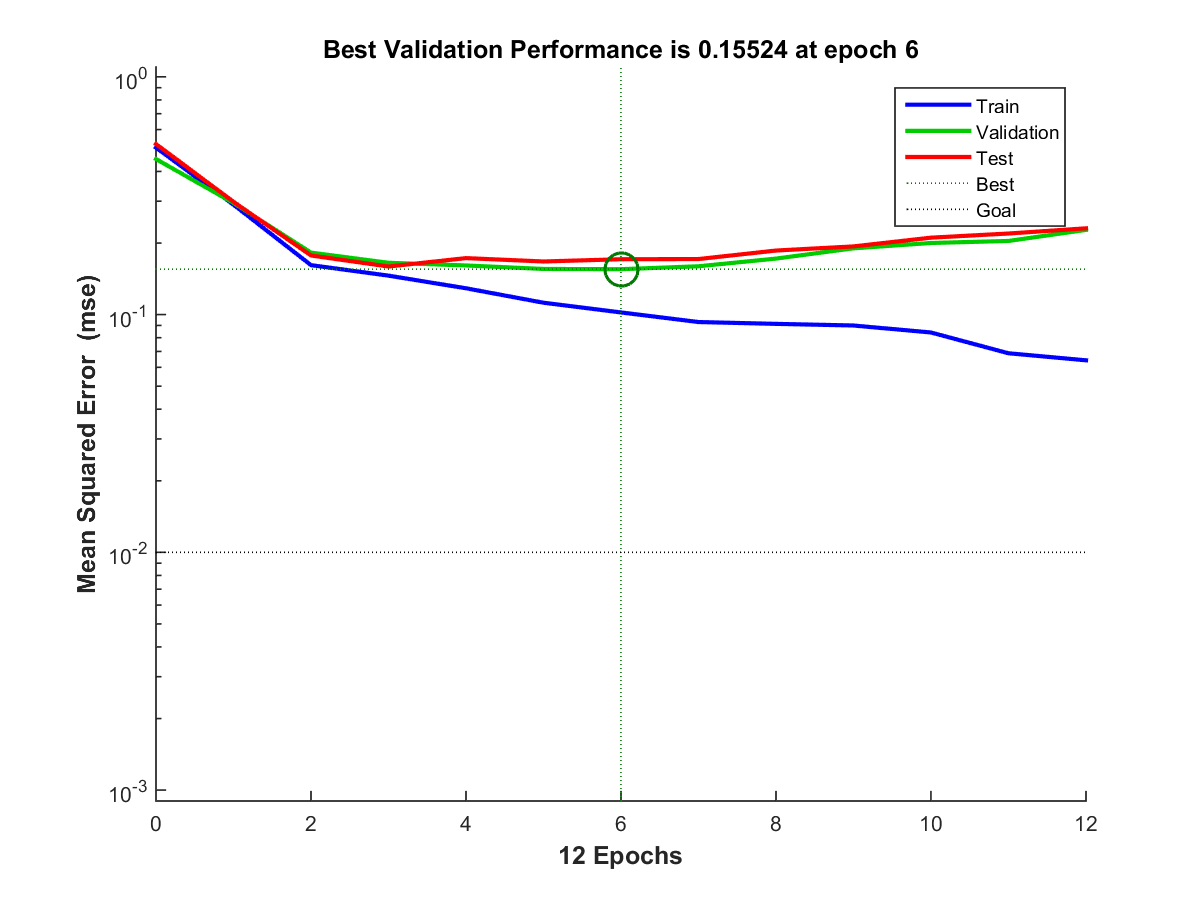 Best Validation Performance is 0.15524 at epoch 6
10^0
10^-1
10^-2
10^-3
Mean Squared Error  (mse)
Train
Validation
Test
Best
Goal
0 2 4 6 8 10 12
12 Epochs